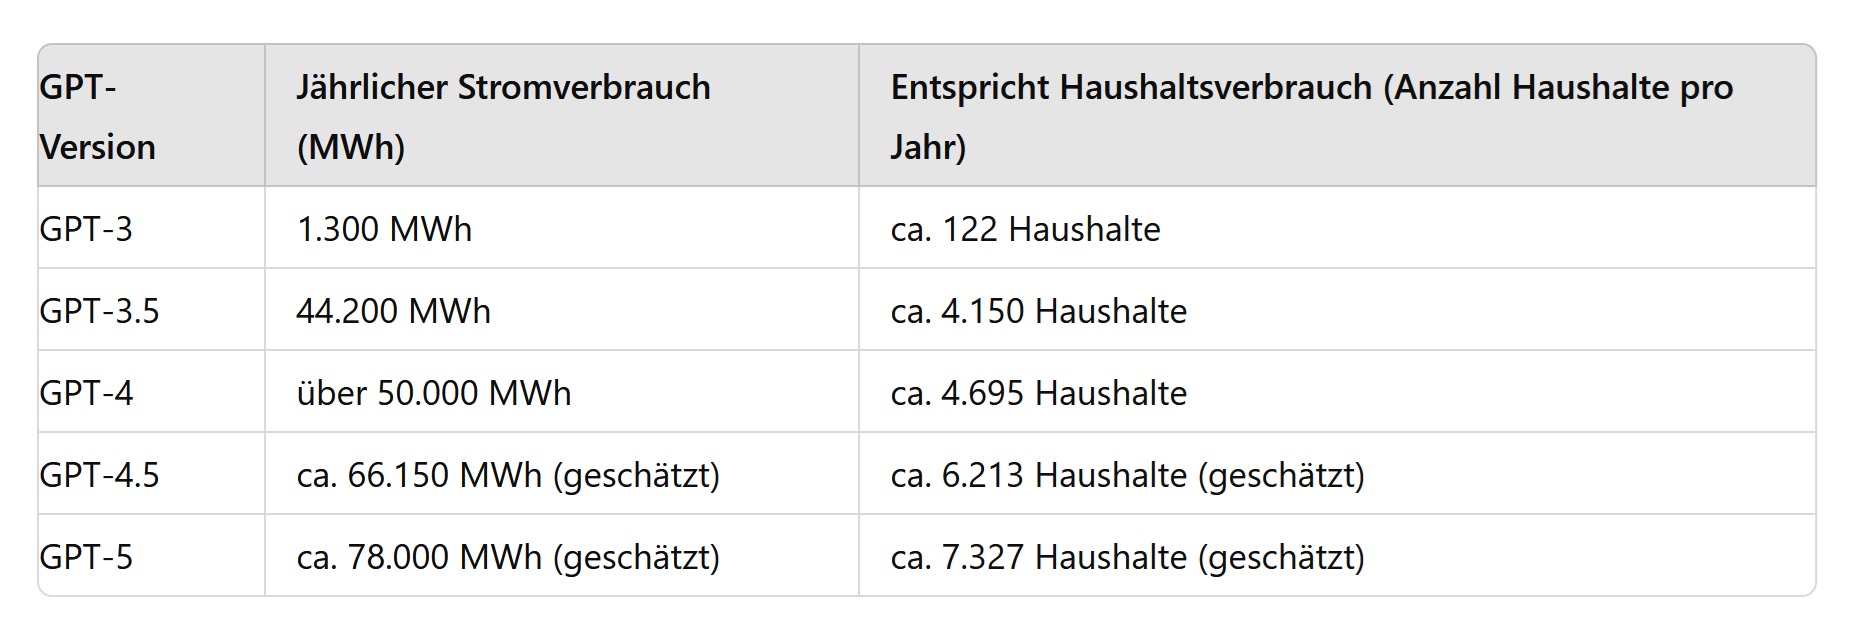 GPT-
Version
Jährlicher Stromverbrauch
(MWh)
Entspricht Haushaltsverbrauch (Anzahl Haushalte pro
Jahr)
GPT-3
1.300 MWh
ca. 122 Haushalte
GPT-3.5
44.200 MWh
ca. 4.150 Haushalte
GPT-4
über 50.000 MWh
ca. 4.695 Haushalte
GPT-4.5
ca. 66.150 MWh (geschätzt)
ca. 6.213 Haushalte (geschätzt)
GPT-5
ca. 78.000 MWh (geschätzt)
ca. 7.327 Haushalte (geschätzt)